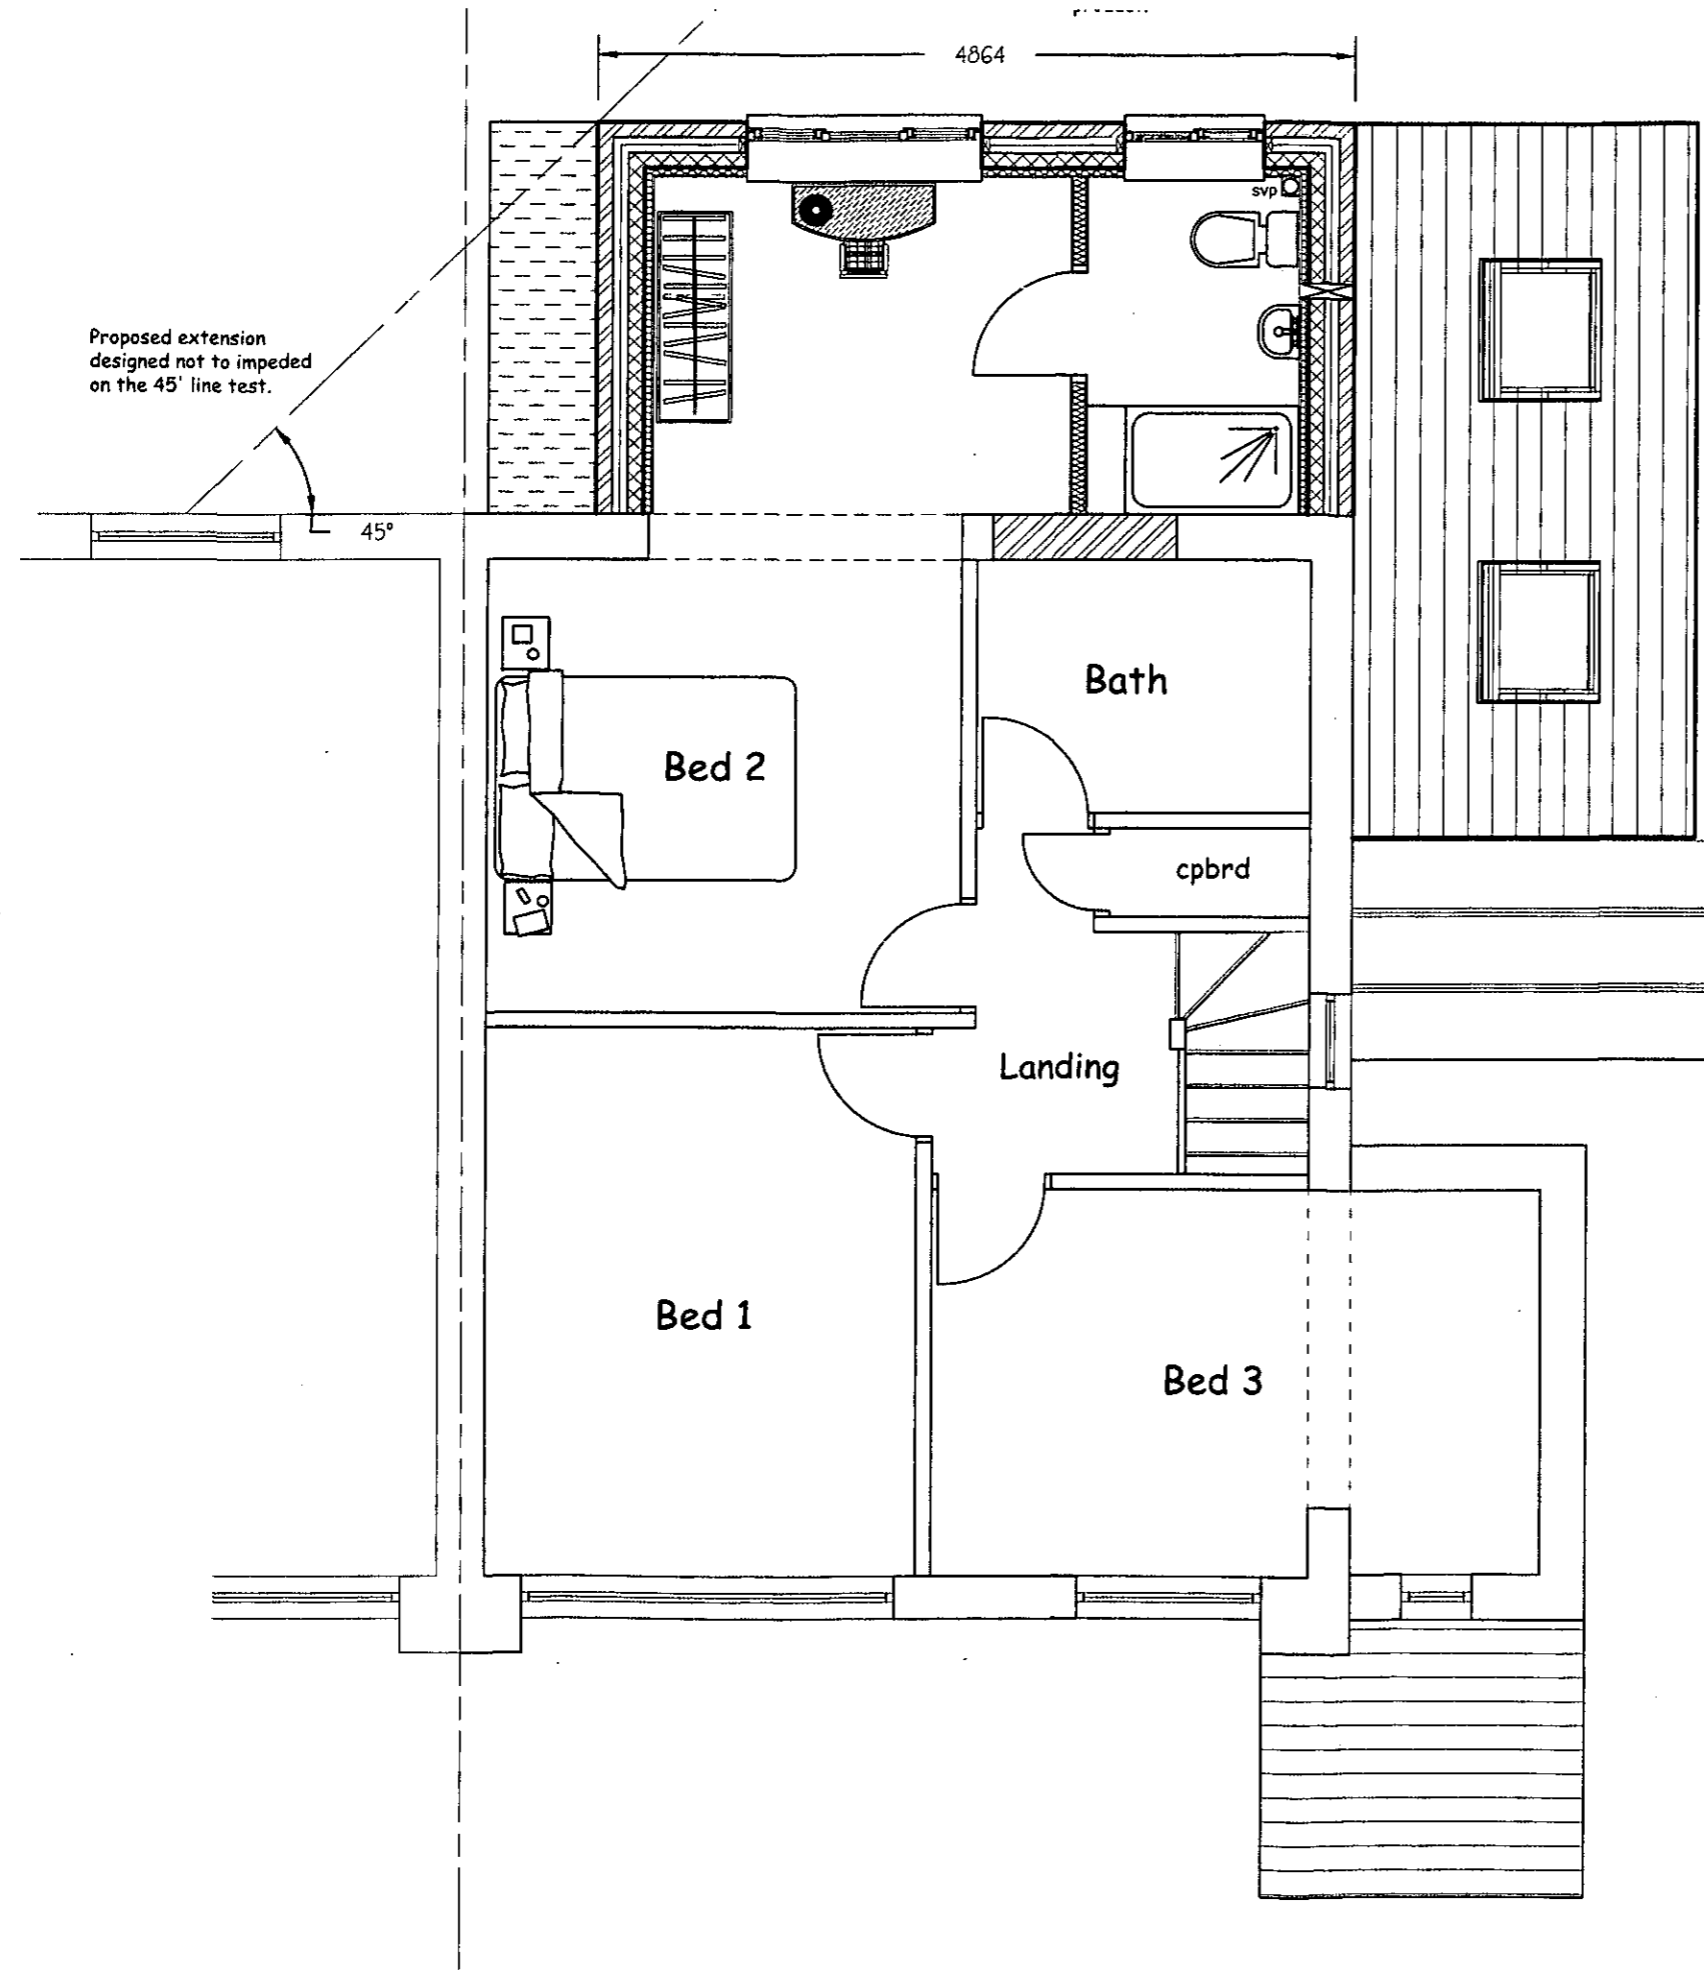 4864
svp
Proposed extension
designed not to impeded
on the 45' line test.
45°
Bath
Bed 2
cpbrd
Landing
Bed 1
Bed 3